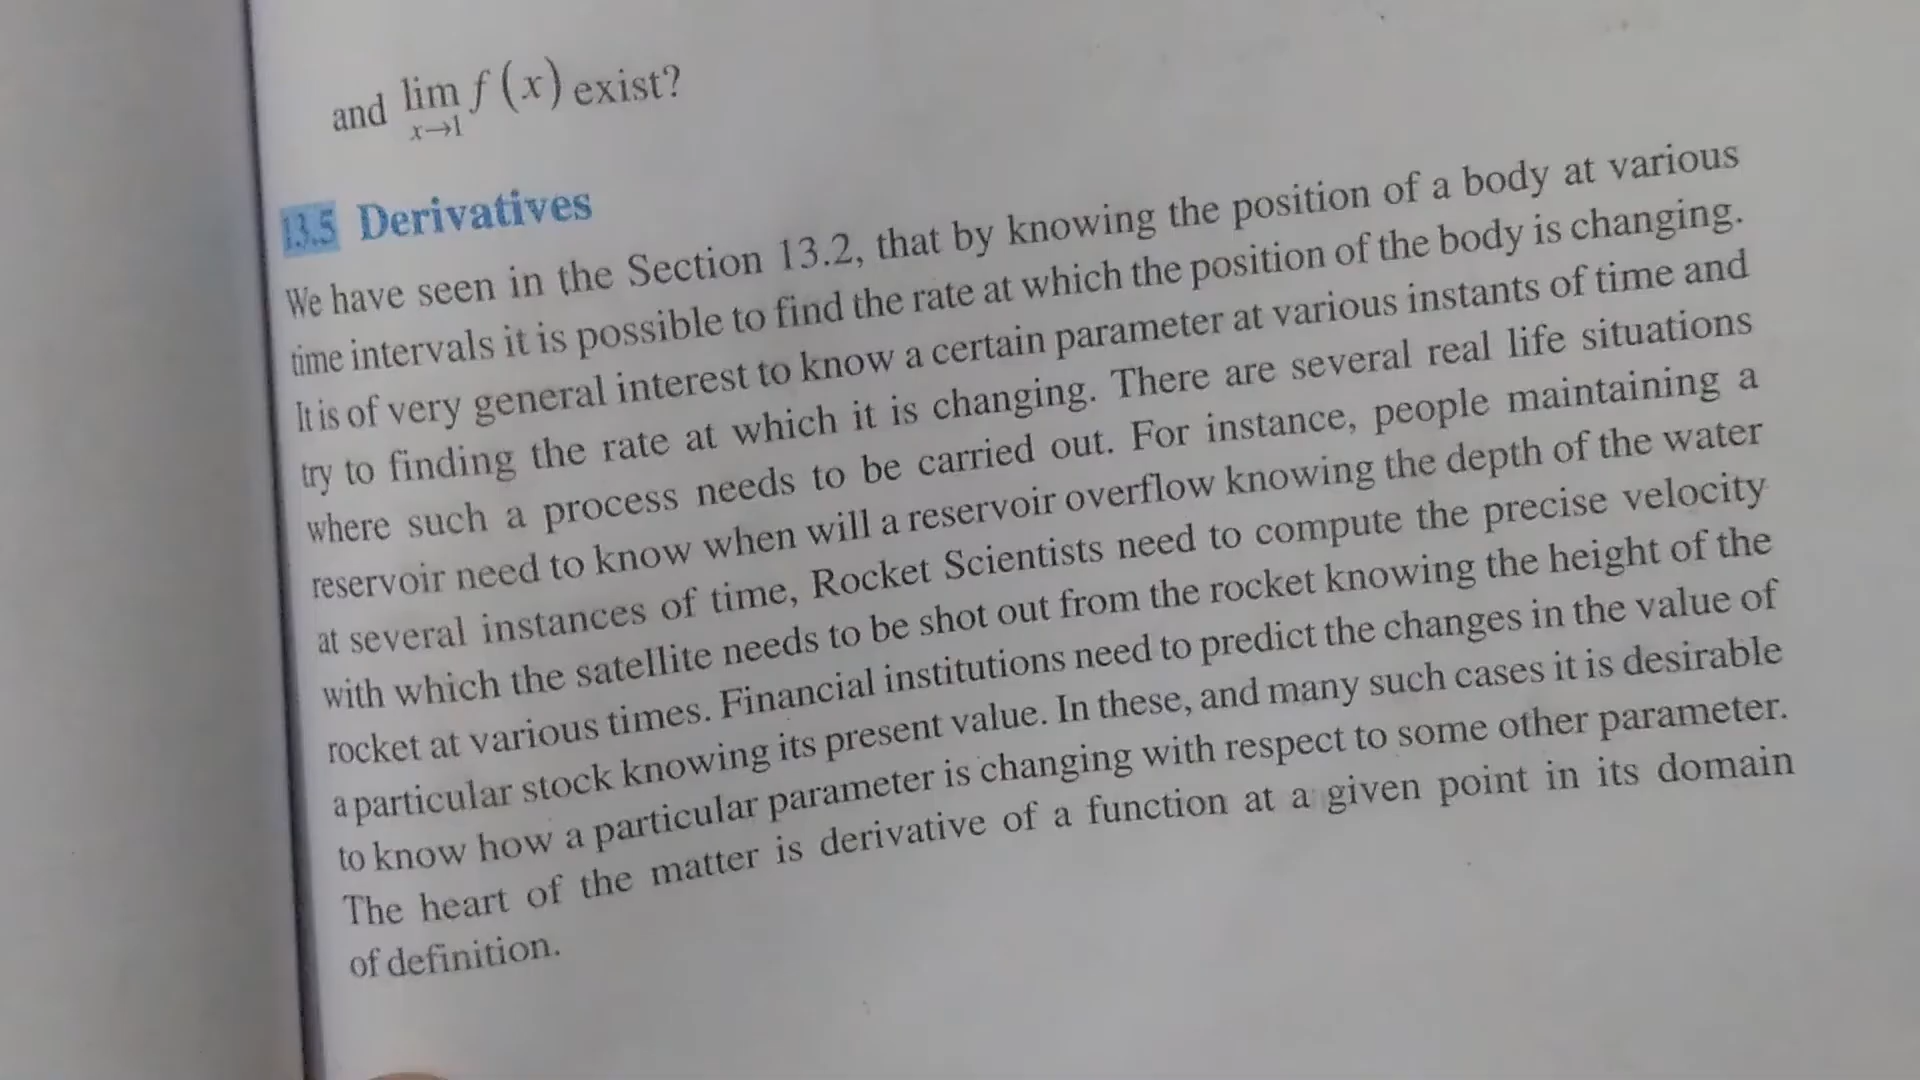 and lim f (x) exist?
x→1
13.5 Derivatives
We have seen in the Section 13.2, that by knowing the position of a body at various
time intervals it is possible to find the rate at which the position of the body is changing.
It is of very general interest to know a certain parameter at various instants of time and
try to finding the rate at which it is changing. There are several real life situations
where such a process needs to be carried out. For instance, people maintaining a
reservoir need to know when will a reservoir overflow knowing the depth of the water
at several instances of time, Rocket Scientists need to compute the precise velocity
with which the satellite needs to be shot out from the rocket knowing the height of the
rocket at various times. Financial institutions need to predict the changes in the value of
a particular stock knowing its present value. In these, and many such cases it is desirable
to know how a particular parameter is changing with respect to some other parameter.
The heart of the matter is derivative of a function at a given point in its domain
of definition.